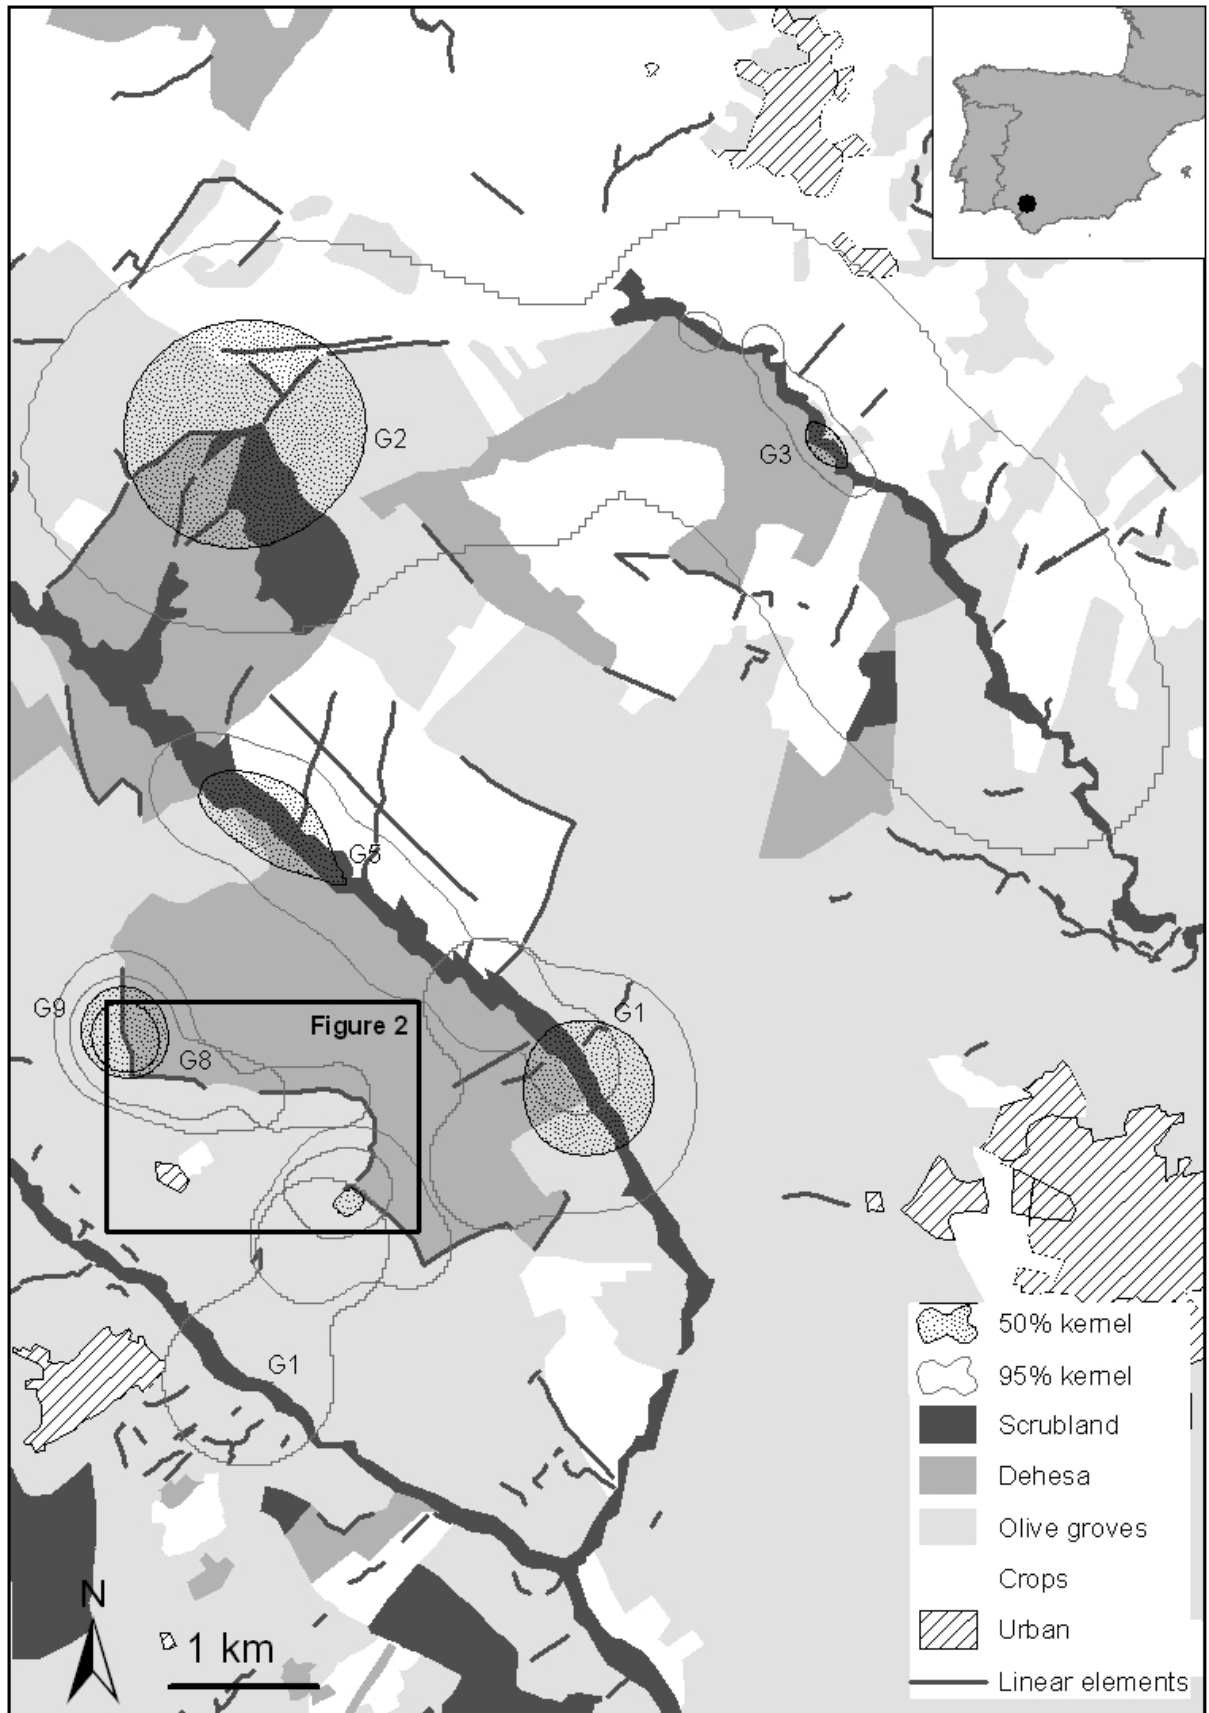 G2
G3
G5
G9
G1
Figure 2
G8
G1
50% kernel
95% kernel
Scrubland
Dehesa
Olive groves
Crops
Urban
Linear elements
N
1 km